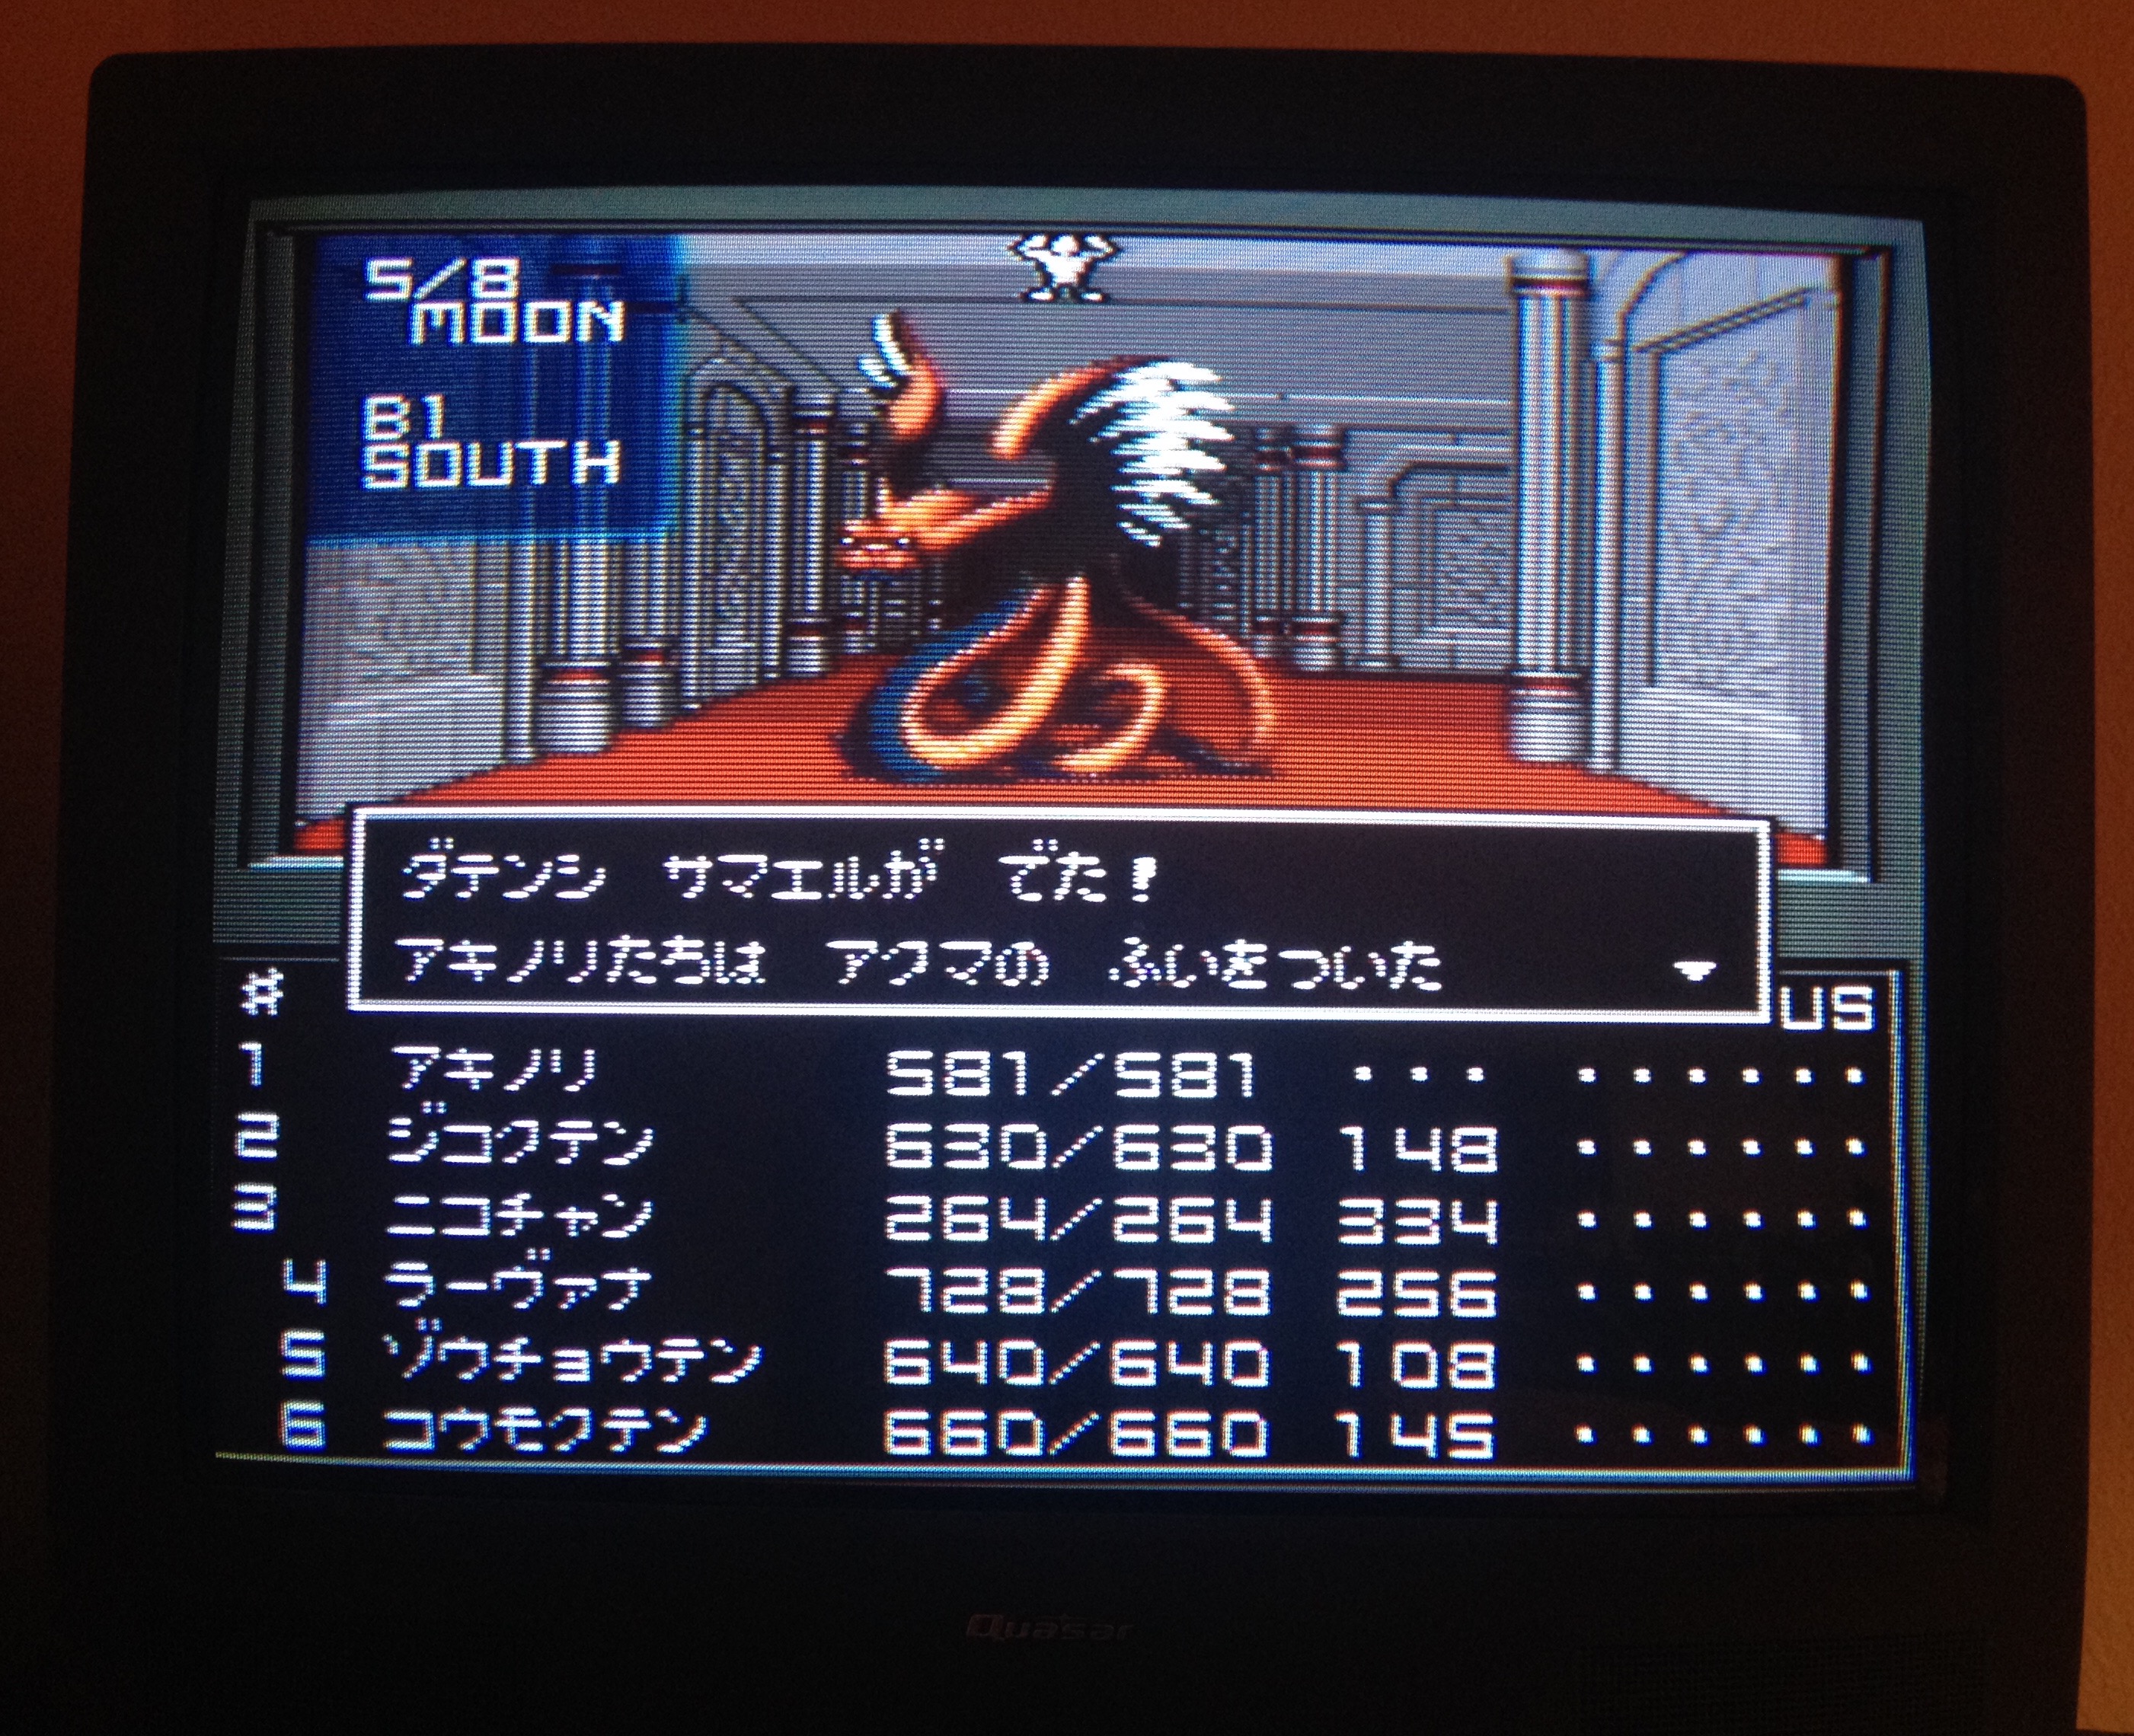 5/8
MOON
B1
SOUTH
ダテンシ サマエルが でた!
アキノリたちは アクマの ふいをついた
# US
1 アキノリ 581/581 ・・・ ・・・・・・
2 ジコクテン 630/630 148 ・・・・・・
3 ニコチャン 264/264 334 ・・・・・・
4 ラーヴァナ 728/728 256 ・・・・・・
5 ゾウチョウテン 640/640 108 ・・・・・・
6 コウモクテン 660/660 145 ・・・・・・
Quasar